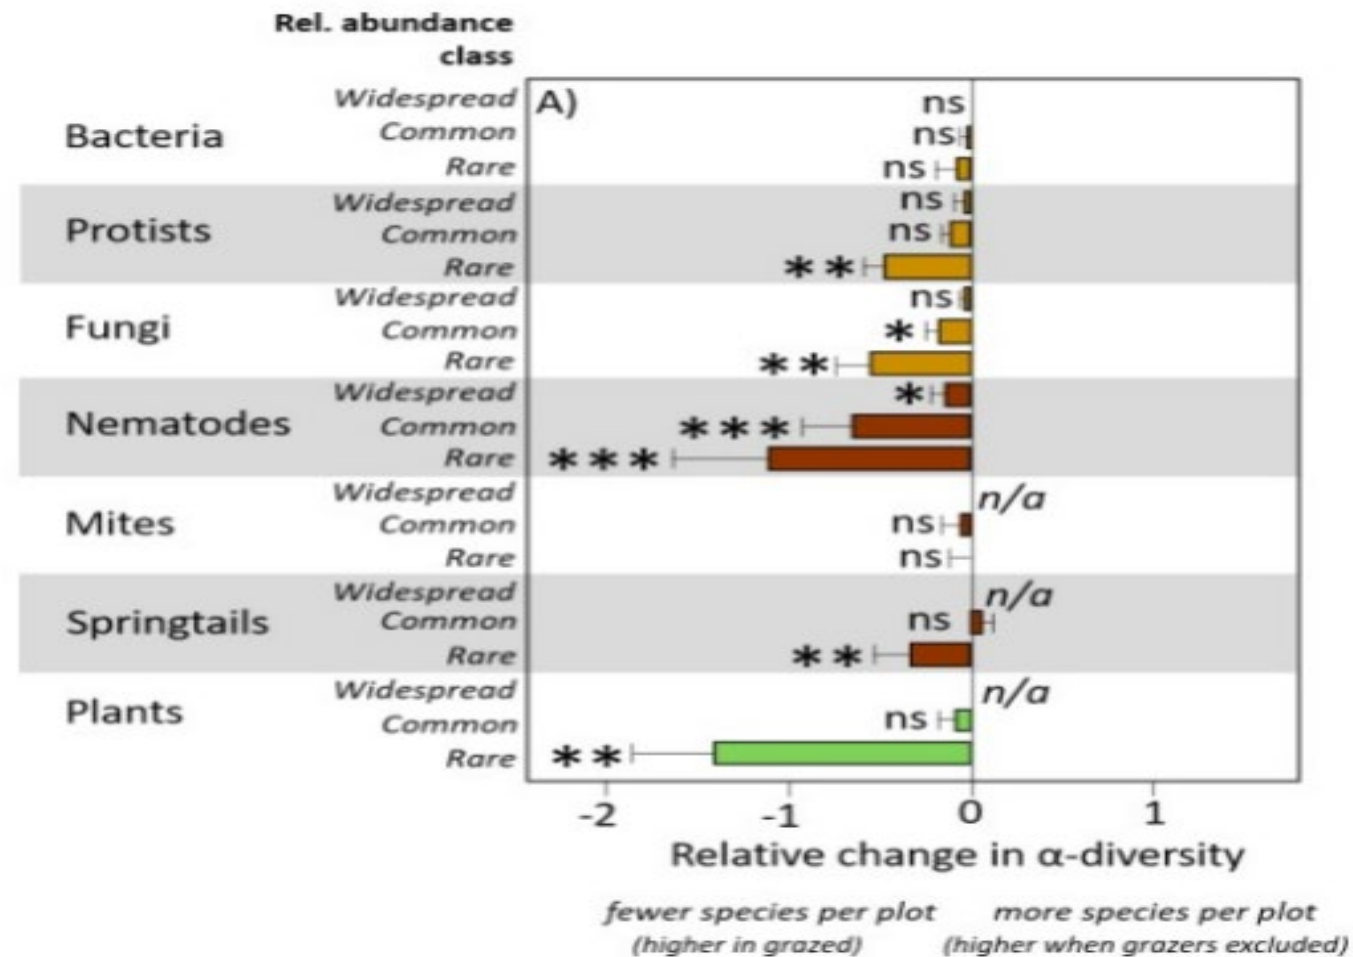 Rel. abundance
class
A)
Bacteria
Widespread ns
Common ns
Rare ns
Protists
Widespread ns
Common ns
Rare **
Fungi
Widespread ns
Common *
Rare **
Nematodes
Widespread *
Common ***
Rare ***
Mites
Widespread n/a
Common ns
Rare ns
Springtails
Widespread n/a
Common ns
Rare **
Plants
Widespread n/a
Common ns
Rare **
-2 -1 0 1
Relative change in α-diversity
fewer species per plot more species per plot
(higher in grazed) (higher when grazers excluded)